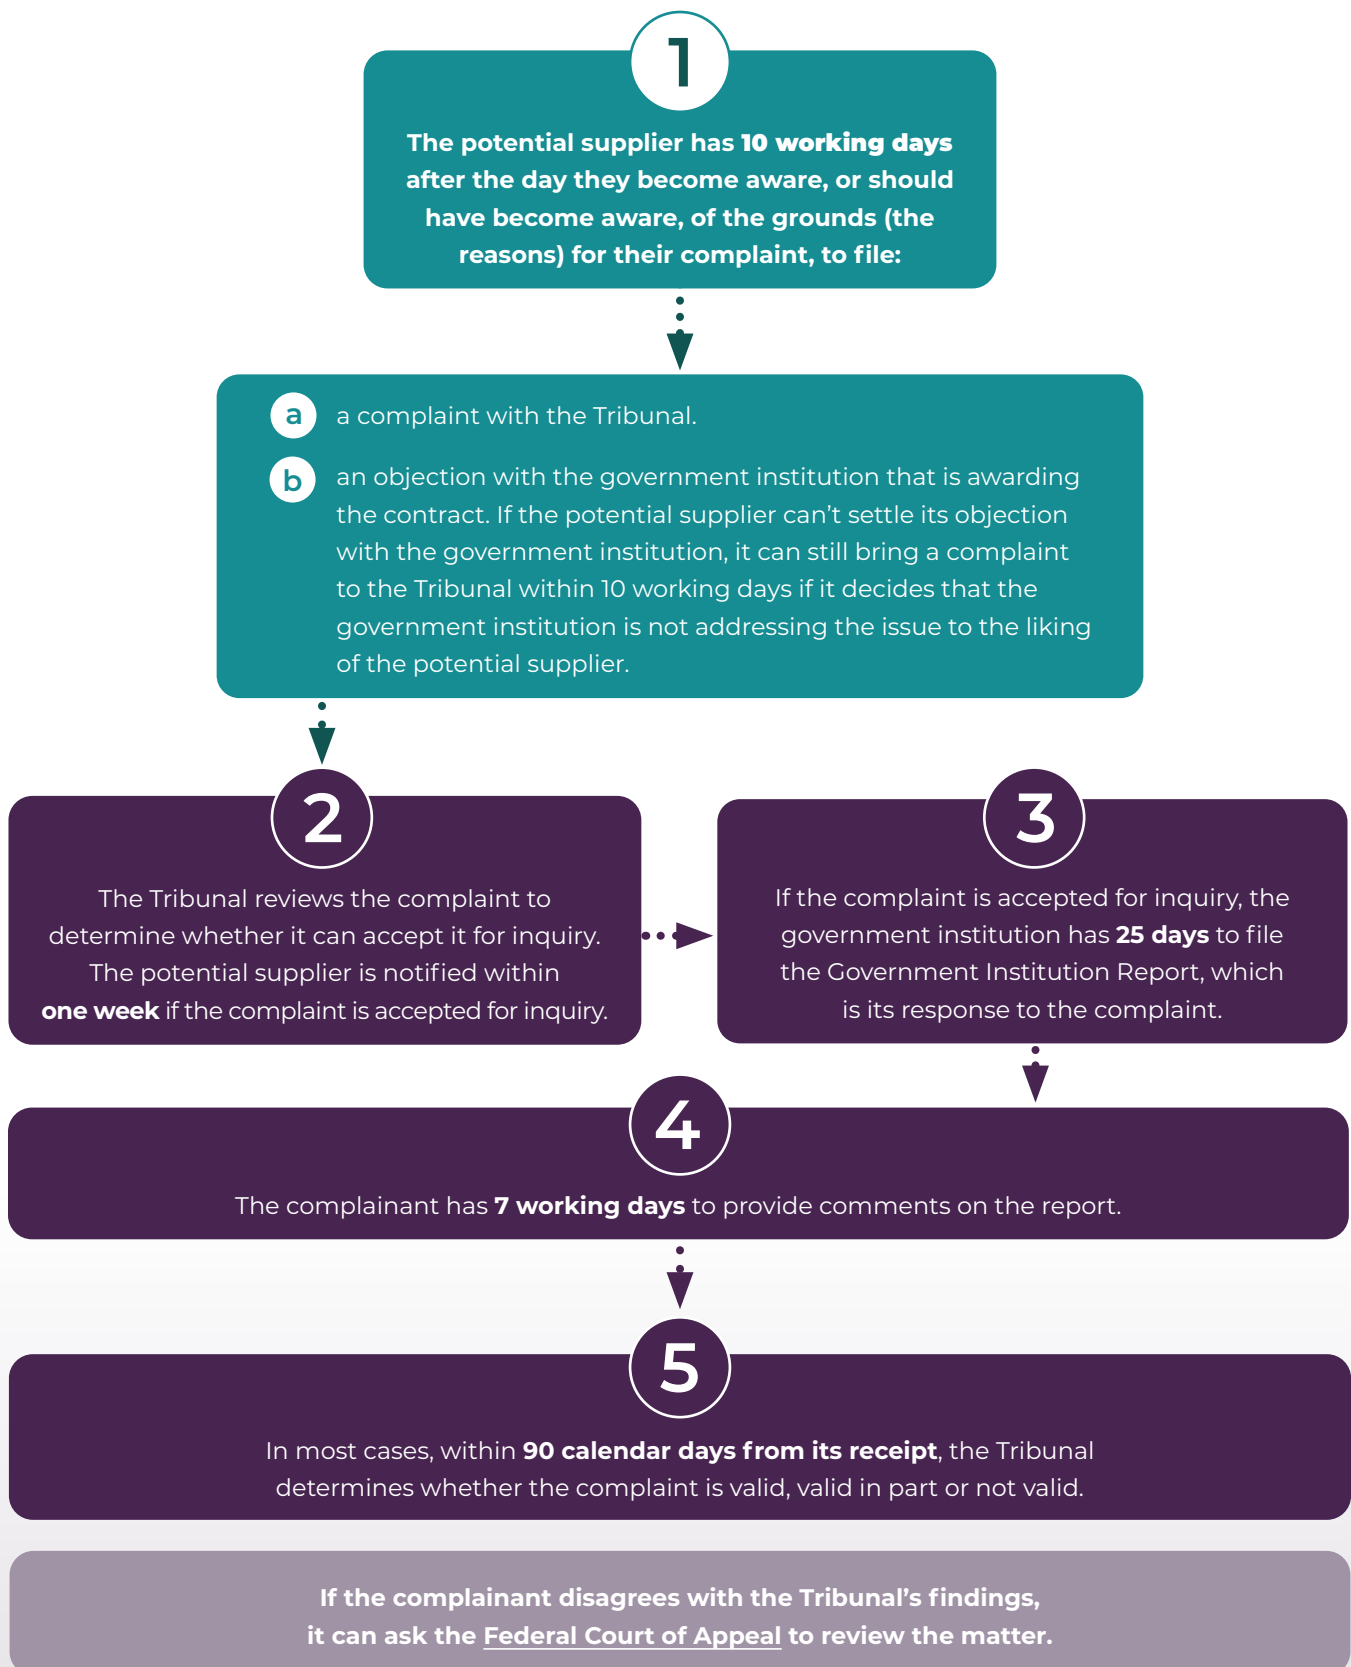 1
The potential supplier has 10 working days
after the day they become aware, or should
have become aware, of the grounds (the
reasons) for their complaint, to file:
a a complaint with the Tribunal.
b an objection with the government institution that is awarding
the contract. If the potential supplier can’t settle its objection
with the government institution, it can still bring a complaint
to the Tribunal within 10 working days if it decides that the
government institution is not addressing the issue to the liking
of the potential supplier.
2
The Tribunal reviews the complaint to
determine whether it can accept it for inquiry.
The potential supplier is notified within
one week if the complaint is accepted for inquiry.
3
If the complaint is accepted for inquiry, the
government institution has 25 days to file
the Government Institution Report, which
is its response to the complaint.
4
The complainant has 7 working days to provide comments on the report.
5
In most cases, within 90 calendar days from its receipt, the Tribunal
determines whether the complaint is valid, valid in part or not valid.
If the complainant disagrees with the Tribunal’s findings,
it can ask the Federal Court of Appeal to review the matter.